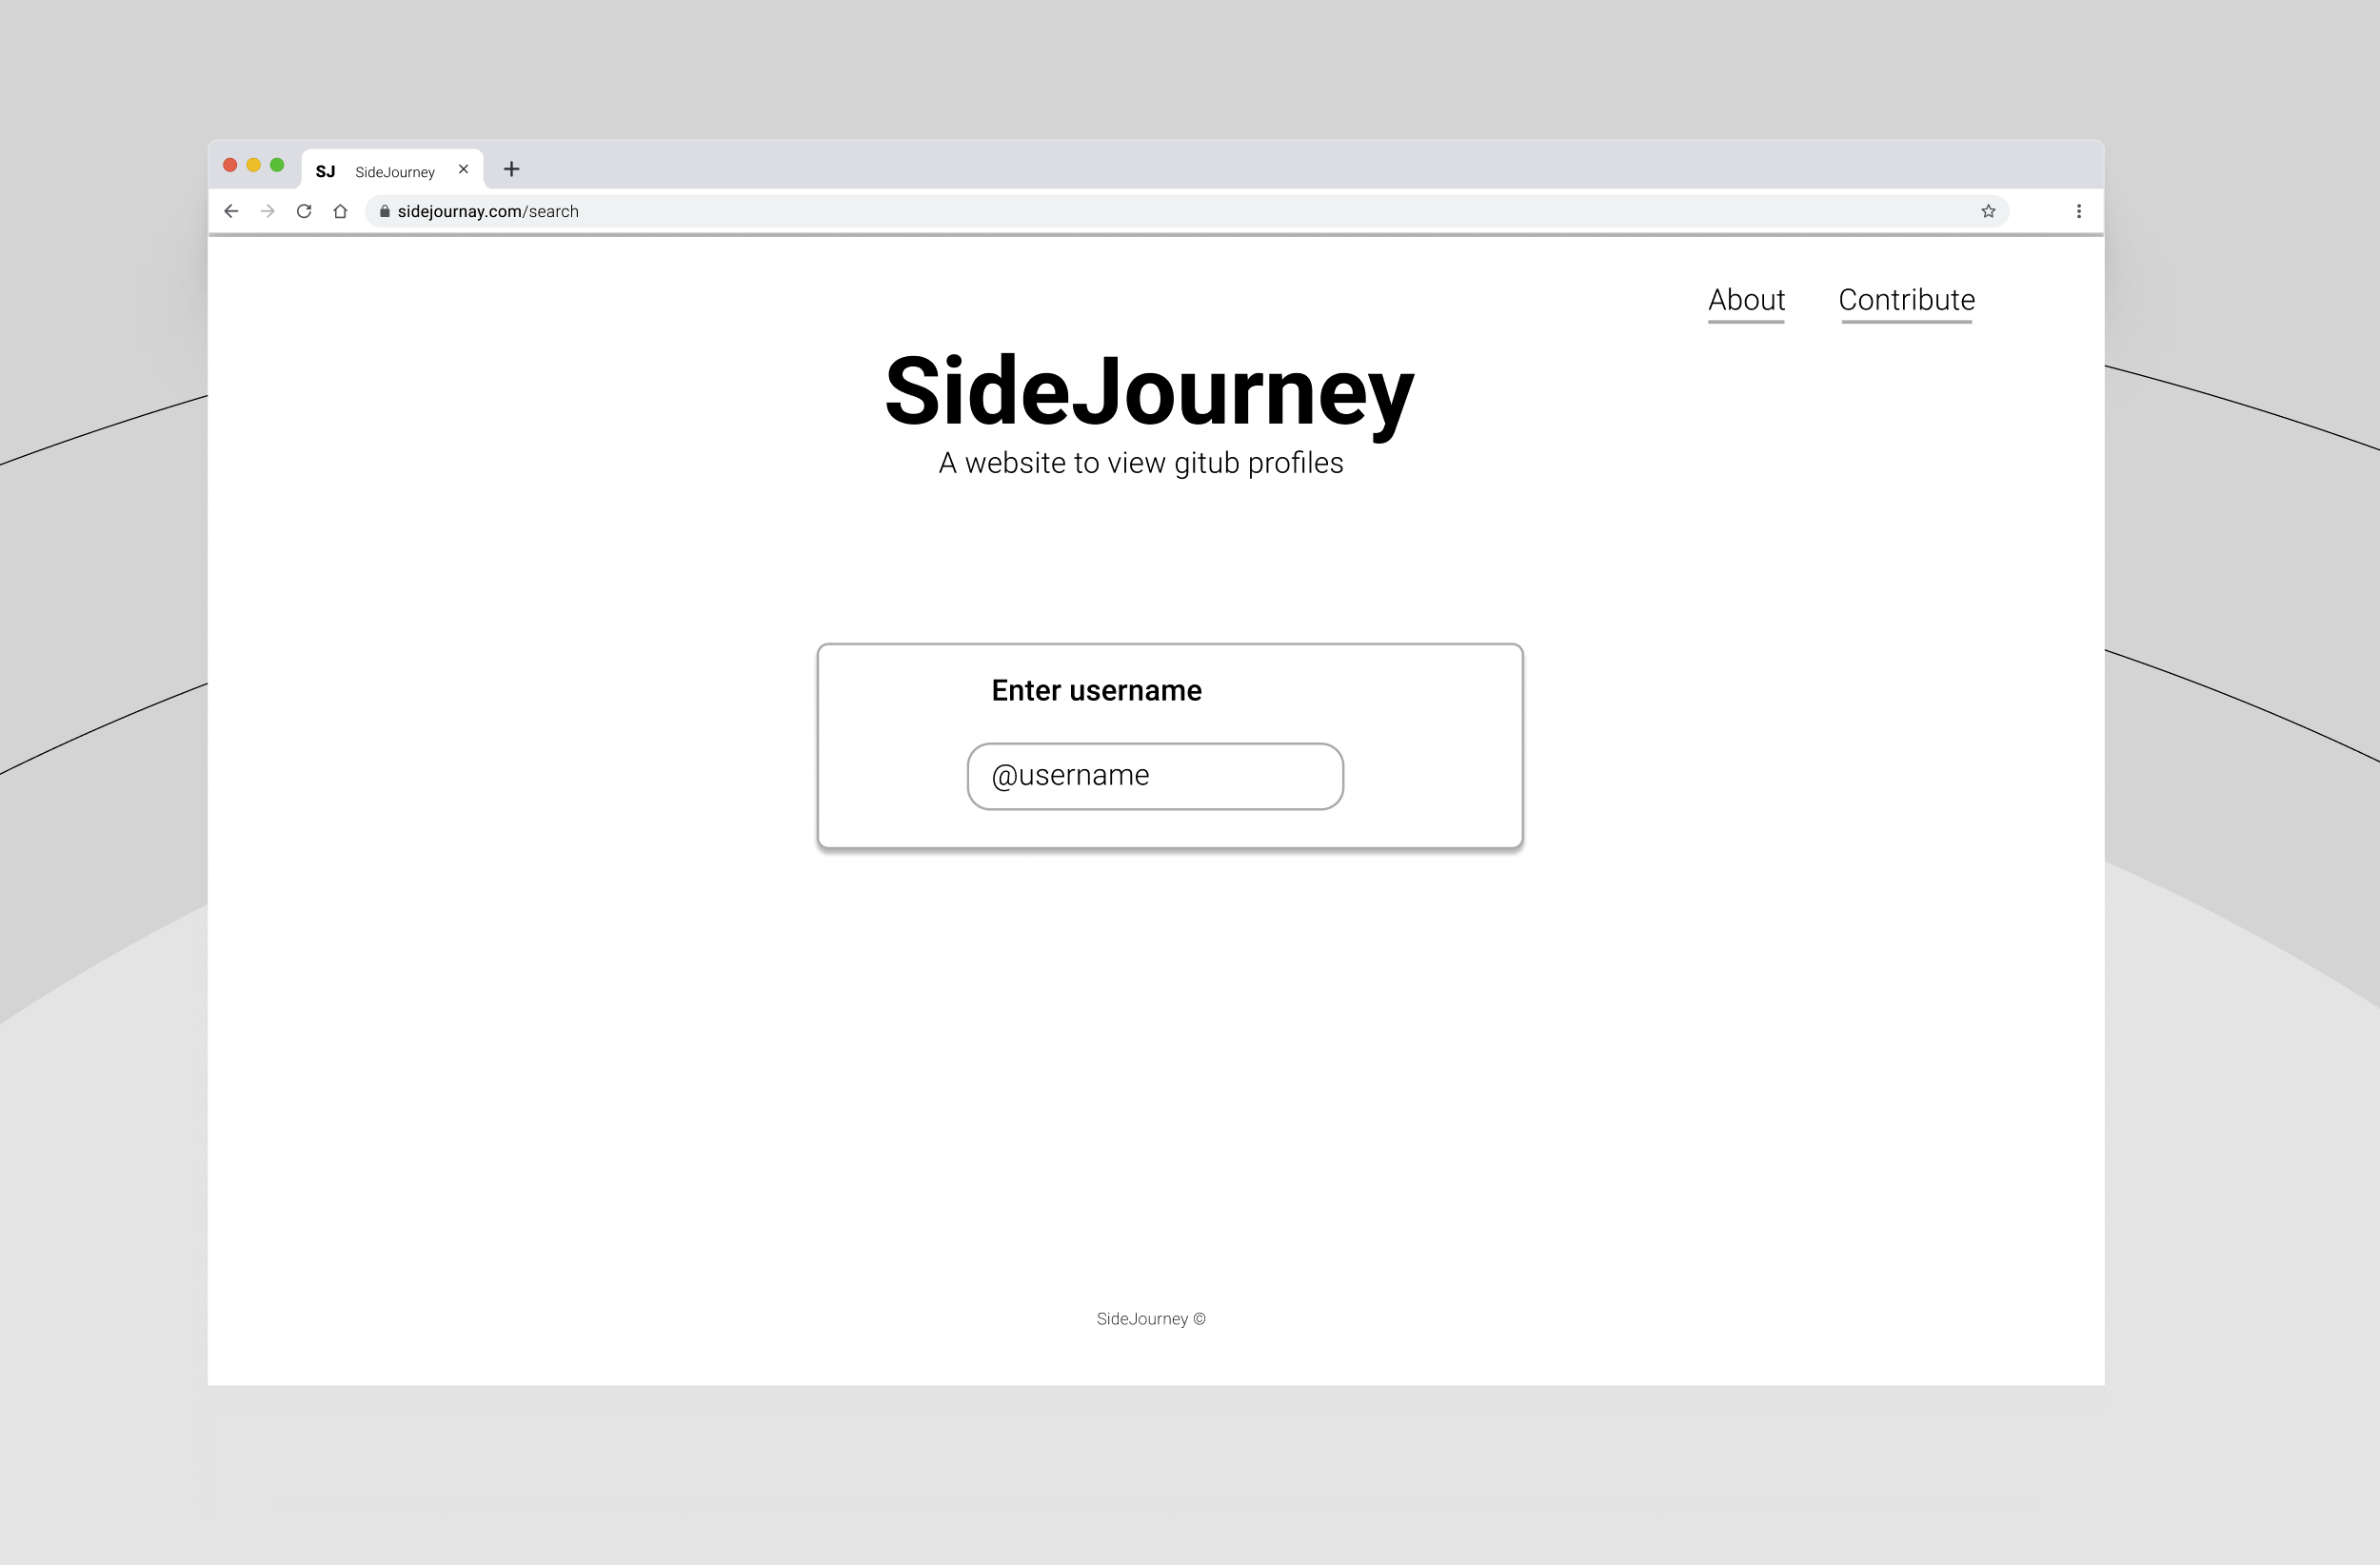 SJ SideJourney
sidejournay.com/search
About Contribute
SideJourney
A website to view gitub profiles
Enter username
@username
SideJourney ©